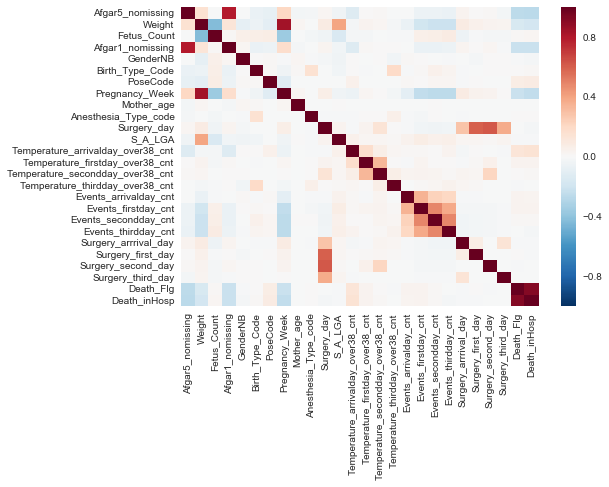 Afgar5_nomissing
Weight
Fetus_Count
Afgar1_nomissing
GenderNB
Birth_Type_Code
PoseCode
Pregnancy_Week
Mother_age
Anesthesia_Type_code
Surgery_day
S_A_LGA
Temperature_arrivalday_over38_cnt
Temperature_firstday_over38_cnt
Temperature_secondday_over38_cnt
Temperature_thirdday_over38_cnt
Events_arrivalday_cnt
Events_firstday_cnt
Events_secondday_cnt
Events_thirdday_cnt
Surgery_arrrival_day
Surgery_first_day
Surgery_second_day
Surgery_third_day
Death_Flg
Death_inHosp
0.8
0.4
0.0
−0.4
−0.8
Afgar5_nomissing
Weight
Fetus_Count
Afgar1_nomissing
GenderNB
Birth_Type_Code
PoseCode
Pregnancy_Week
Mother_age
Anesthesia_Type_code
Surgery_day
S_A_LGA
Temperature_arrivalday_over38_cnt
Temperature_firstday_over38_cnt
Temperature_secondday_over38_cnt
Temperature_thirdday_over38_cnt
Events_arrivalday_cnt
Events_firstday_cnt
Events_secondday_cnt
Events_thirdday_cnt
Surgery_arrrival_day
Surgery_first_day
Surgery_second_day
Surgery_third_day
Death_Flg
Death_inHosp